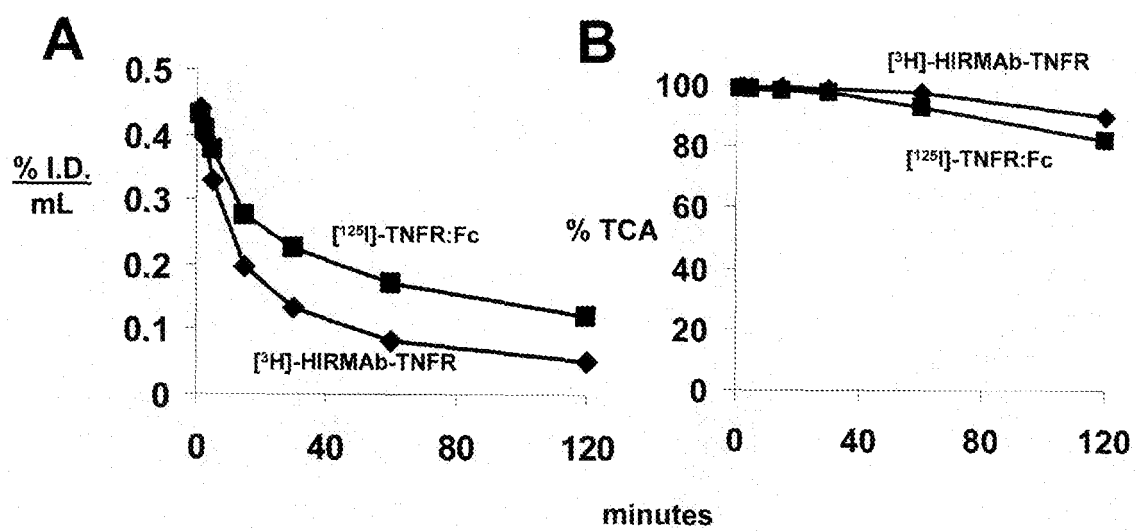 A
0.5
0.4
% I.D.
mL
0.3
0.2
0.1
0
[125I]-TNFR:Fc
[3H]-HIRMAb-TNFR
0 40 80 120
B
100
80
60
% TCA
40
20
0
[3H]-HIRMAb-TNFR
[125I]-TNFR:Fc
0 40 80 120
minutes